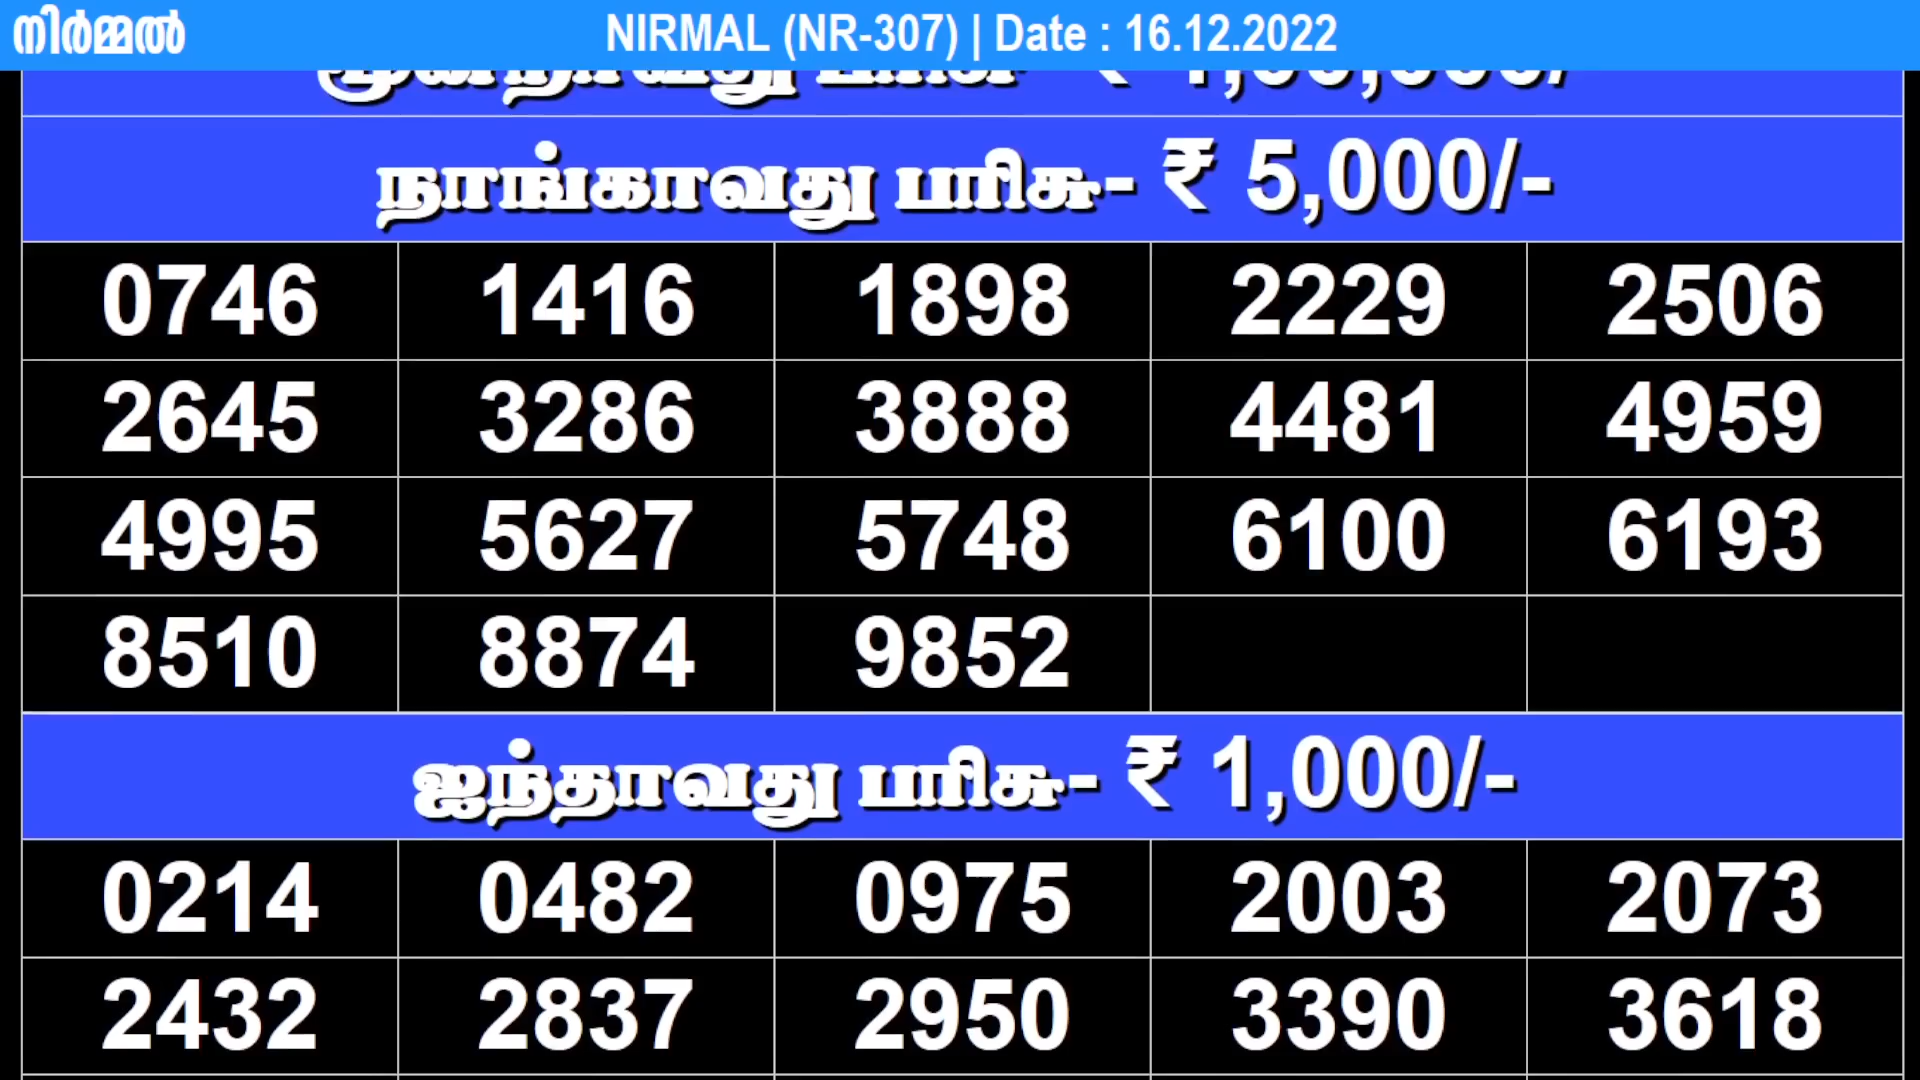 നിർമ്മൽ NIRMAL (NR-307) | Date : 16.12.2022
நாங்காவது பரிசு- ₹ 5,000/-
0746 1416 1898 2229 2506
2645 3286 3888 4481 4959
4995 5627 5748 6100 6193
8510 8874 9852
ஐந்தாவது பரிசு- ₹ 1,000/-
0214 0482 0975 2003 2073
2432 2837 2950 3390 3618